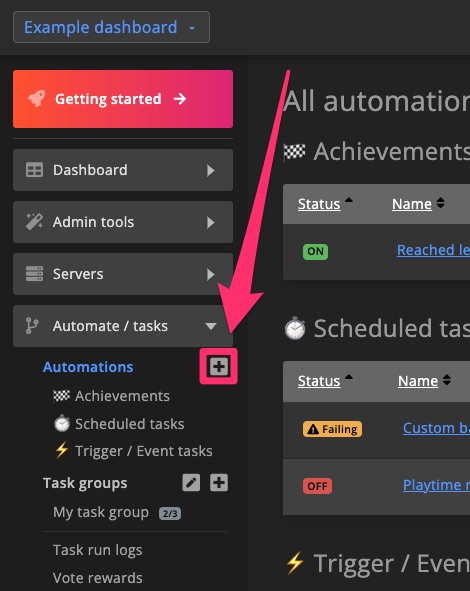 Example dashboard
Getting started
Dashboard
Admin tools
Servers
Automate / tasks
Automations
Achievements
Scheduled tasks
Trigger / Event tasks
Task groups
My task group 2/3
Task run logs
Vote rewards
All automation
Achievements
Status Name
ON Reached le
Scheduled tas
Status Name
Failing Custom ba
OFF Playtime
Trigger / Even